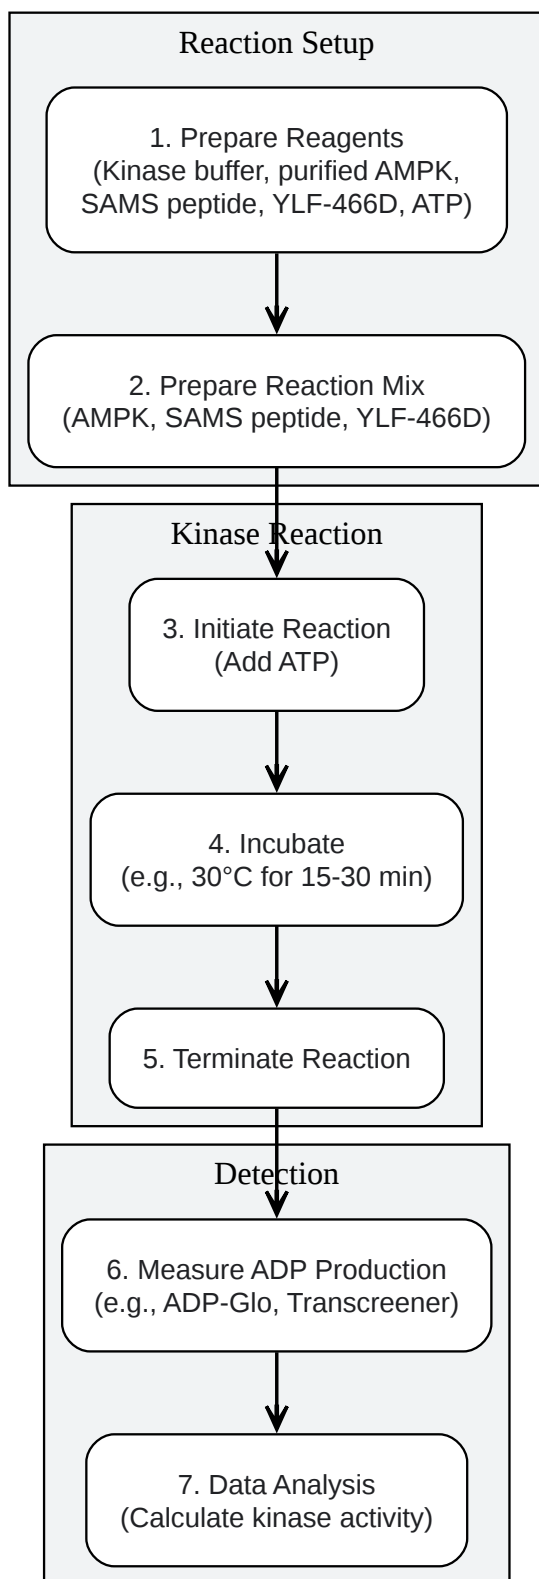 Reaction Setup
1. Prepare Reagents
(Kinase buffer, purified AMPK,
SAMS peptide, YLF-466D, ATP)
2. Prepare Reaction Mix
(AMPK, SAMS peptide, YLF-466D)
Kinase Reaction
3. Initiate Reaction
(Add ATP)
4. Incubate
(e.g., 30°C for 15-30 min)
5. Terminate Reaction
Detection
6. Measure ADP Production
(e.g., ADP-Glo, Transcreener)
7. Data Analysis
(Calculate kinase activity)